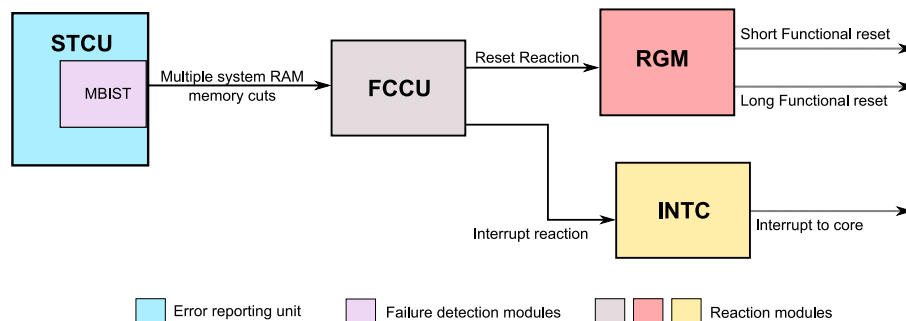 STCU
MBIST
Multiple system RAM
memory cuts
FCCU
Reset Reaction
RGM
Short Functional reset
Long Functional reset
Interrupt reaction
INTC
Interrupt to core
Error reporting unit
Failure detection modules
Reaction modules